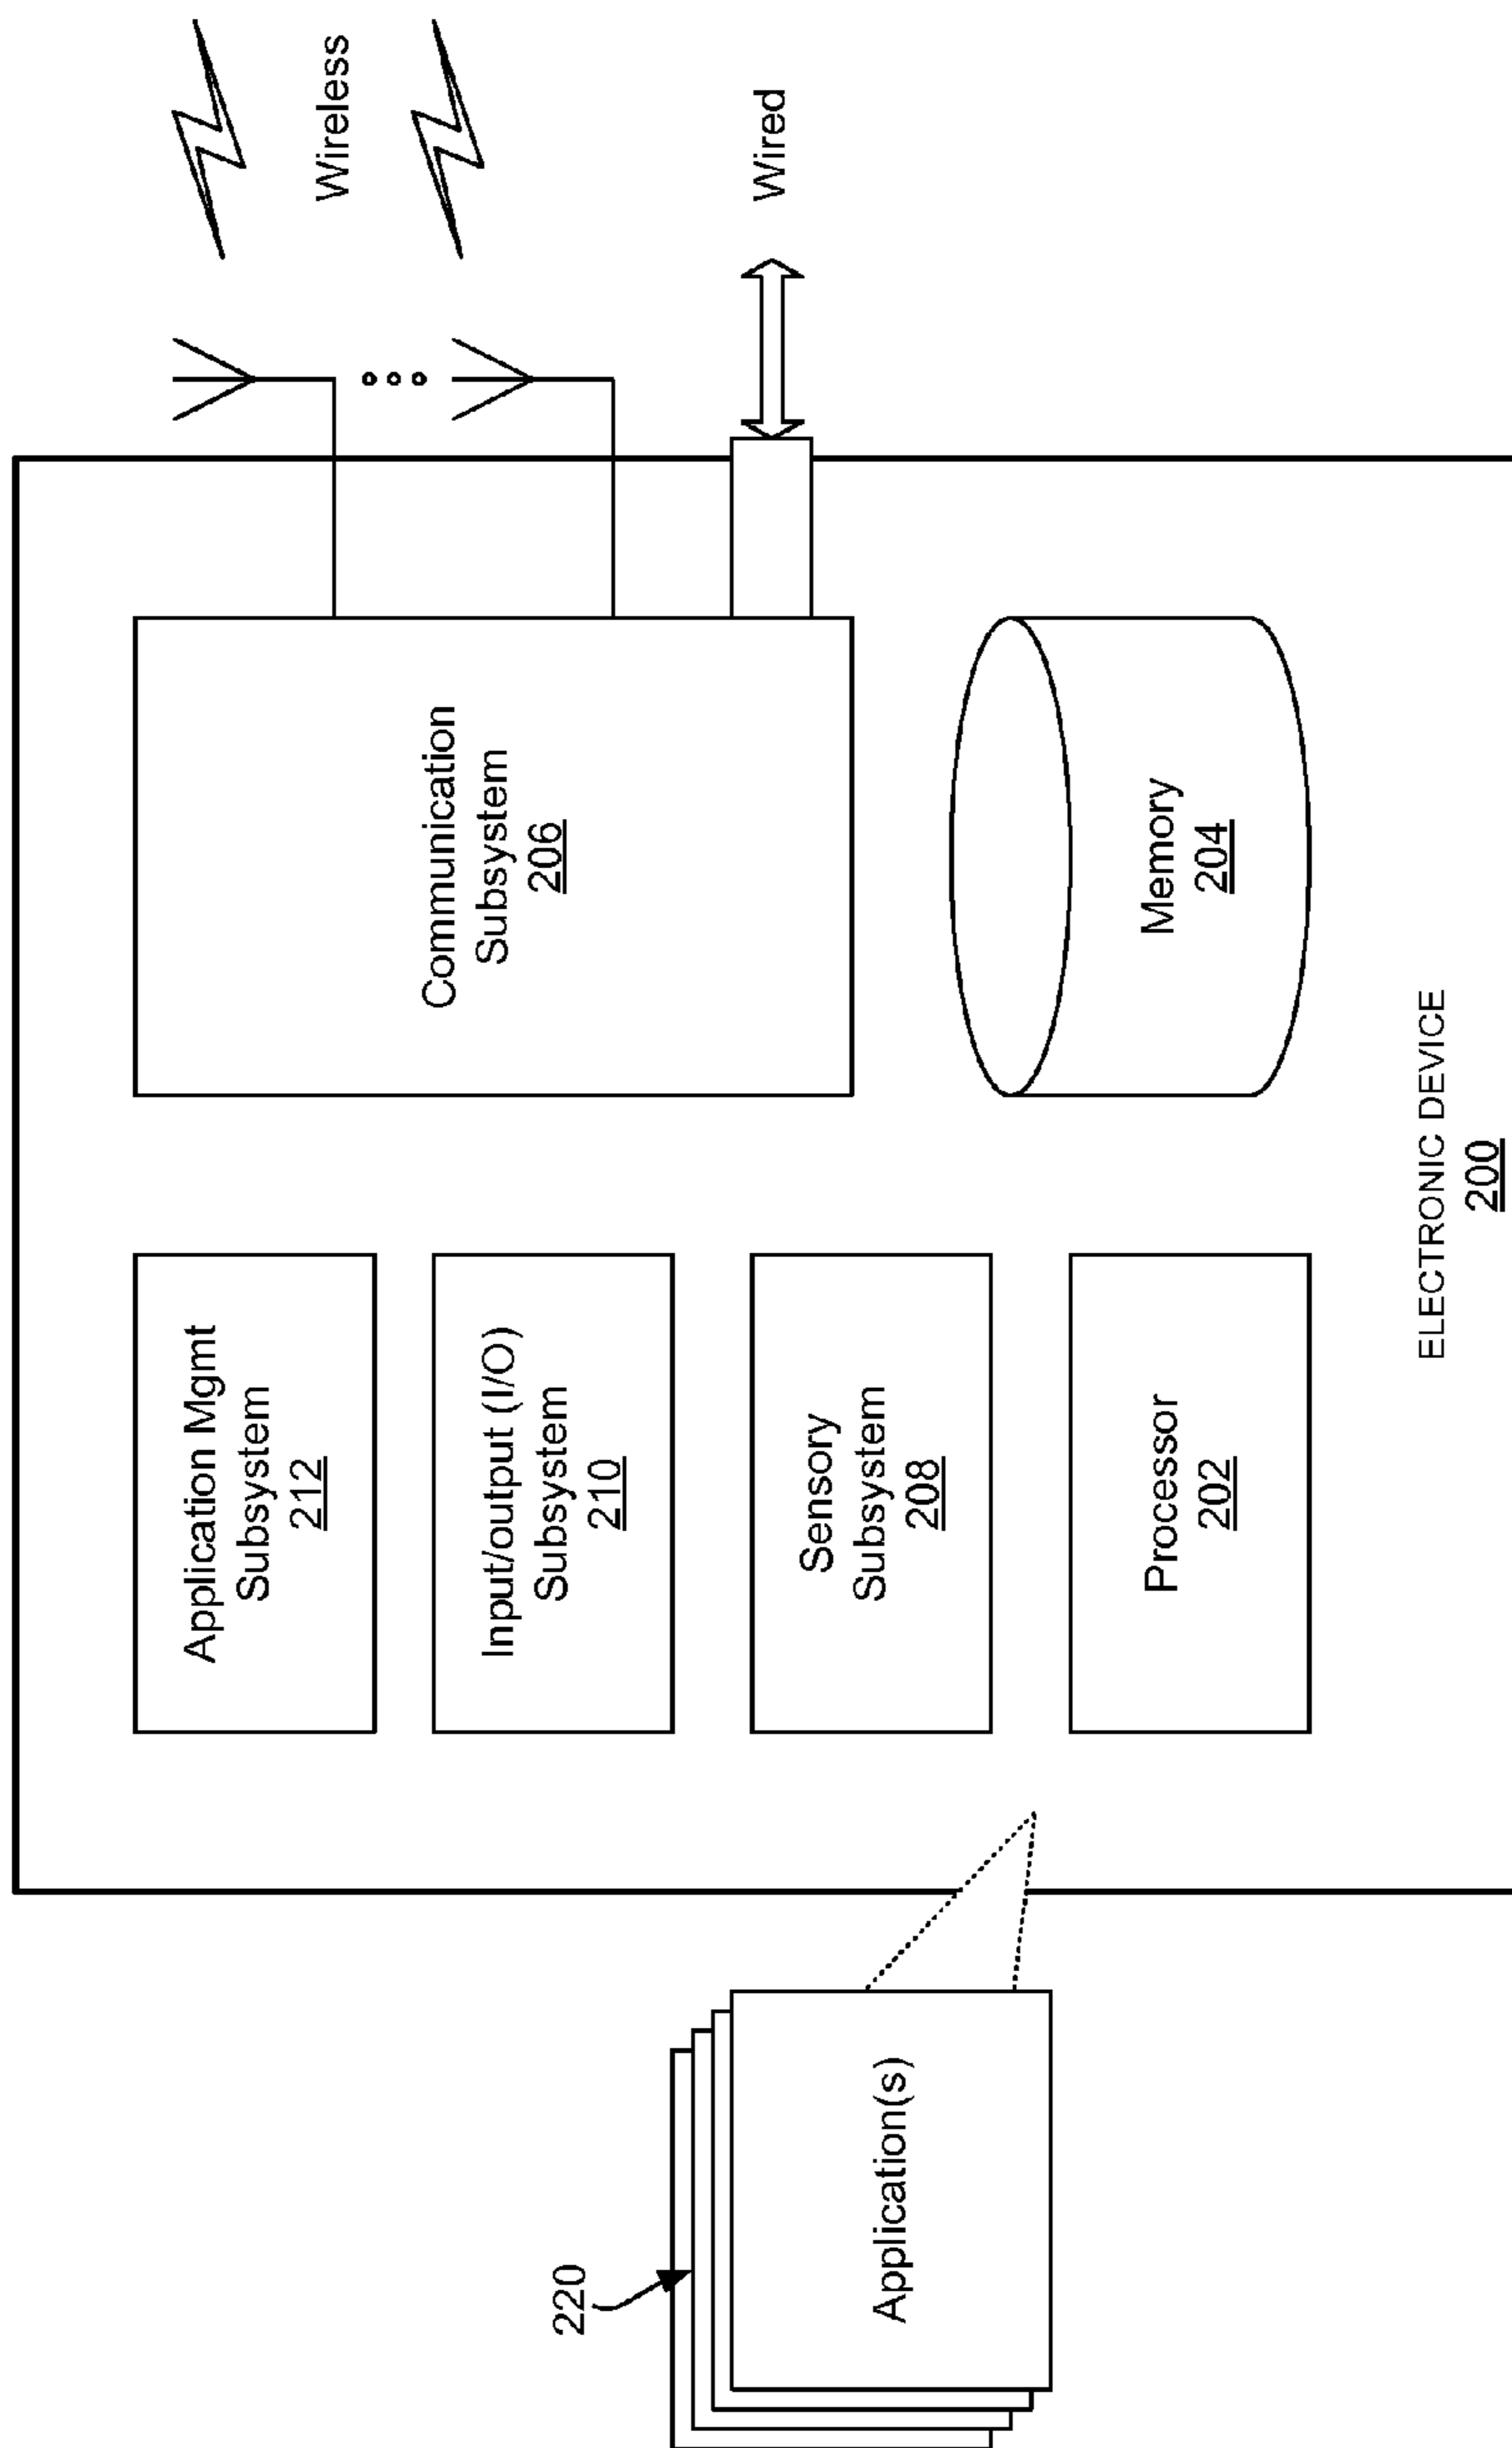 Wireless
Wired
Application Mgmt
Subsystem
212
Communication
Subsystem
206
Input/output (I/O)
Subsystem
210
220
Sensory
Subsystem
208
Application(s)
Processor
202
Memory
204
ELECTRONIC DEVICE
200